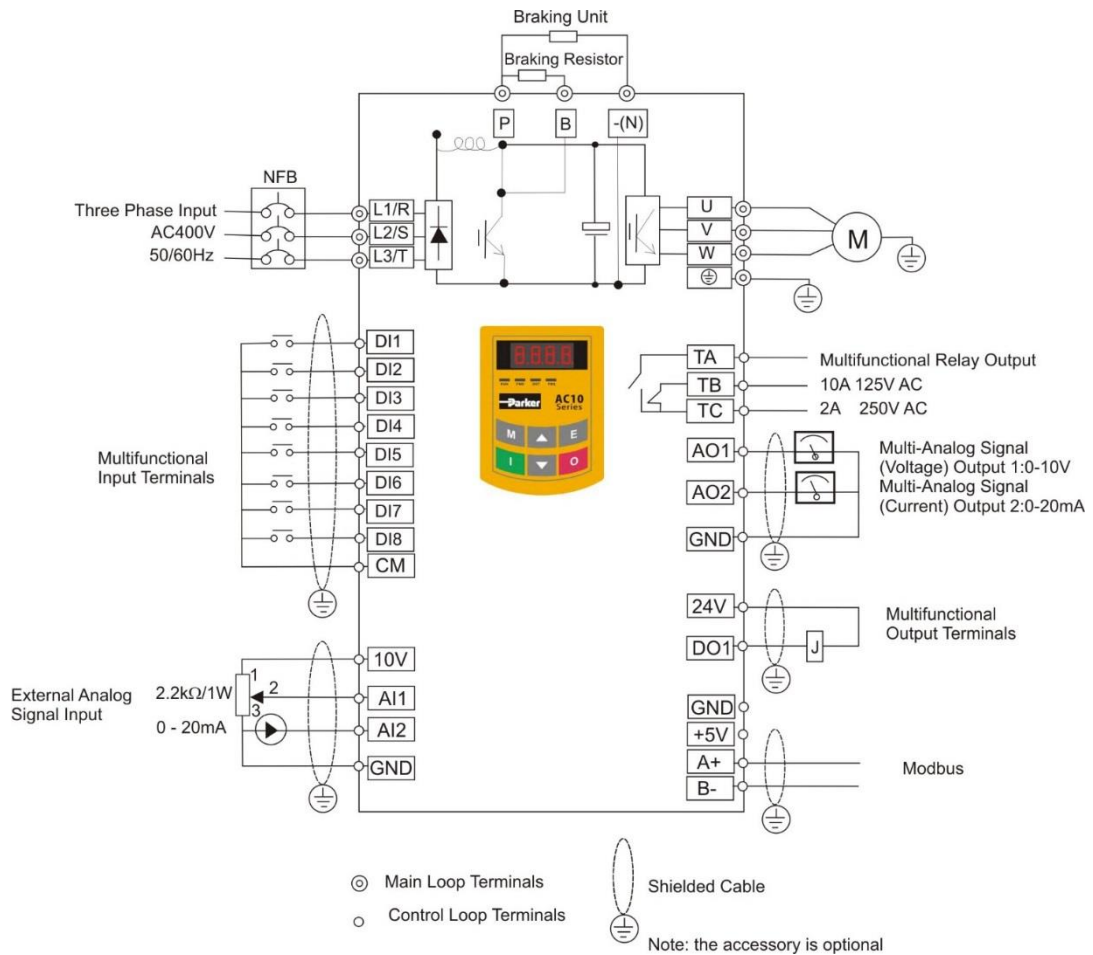 Braking Unit
Braking Resistor
P
B
-(N)
NFB
Three Phase Input
AC400V
50/60Hz
L1/R
L2/S
L3/T
U
V
W
M
DI1
DI2
DI3
DI4
DI5
DI6
DI7
DI8
CM
Multifunctional
Input Terminals
Parker
AC10
Series
M
E
I
O
TA
TB
TC
Multifunctional Relay Output
10A 125V AC
2A 250V AC
AO1
AO2
GND
Multi-Analog Signal
(Voltage) Output 1:0-10V
Multi-Analog Signal
(Current) Output 2:0-20mA
24V
DO1
J
Multifunctional
Output Terminals
External Analog
Signal Input
2.2kΩ/1W
0 - 20mA
1
2
3
10V
AI1
AI2
GND
GND
+5V
A+
B-
Modbus
Main Loop Terminals
Control Loop Terminals
Shielded Cable
Note: the accessory is optional